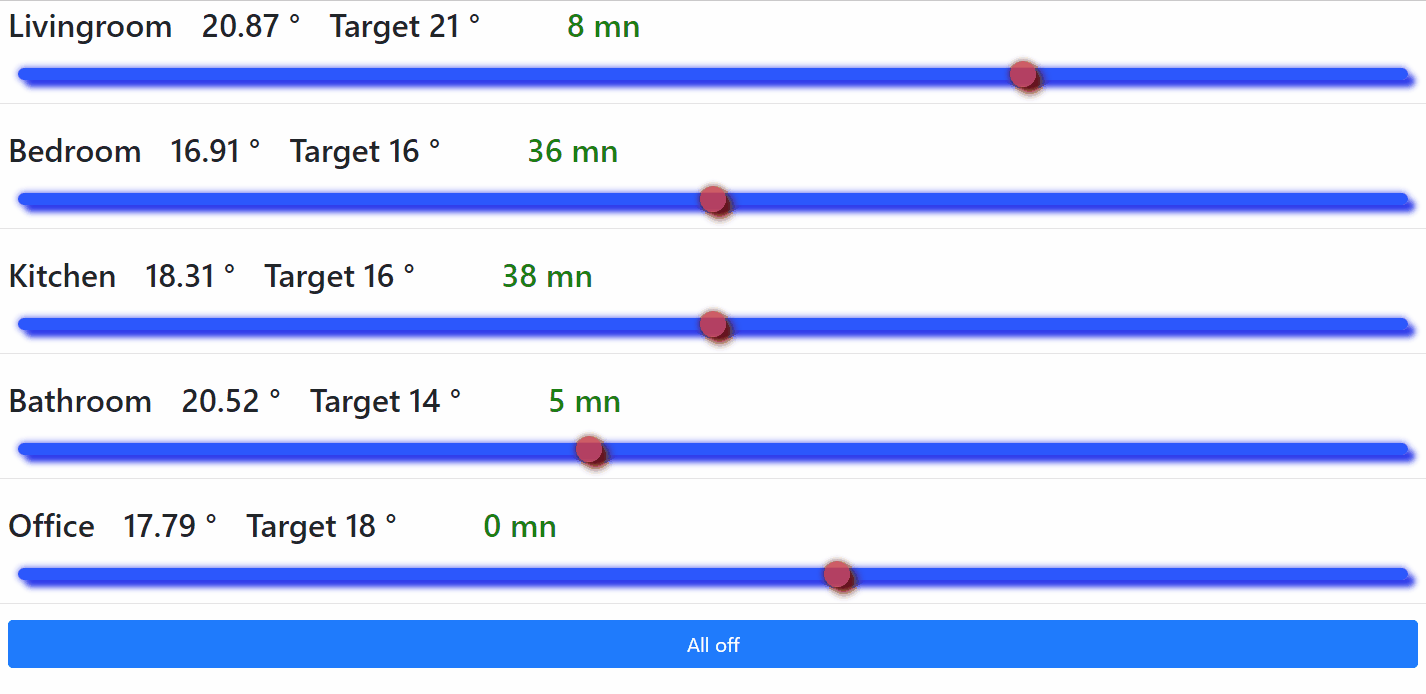 Livingroom 20.87 ° Target 21 ° 8 mn
Bedroom 16.91 ° Target 16 ° 36 mn
Kitchen 18.31 ° Target 16 ° 38 mn
Bathroom 20.52 ° Target 14 ° 5 mn
Office 17.79 ° Target 18 ° 0 mn
All off